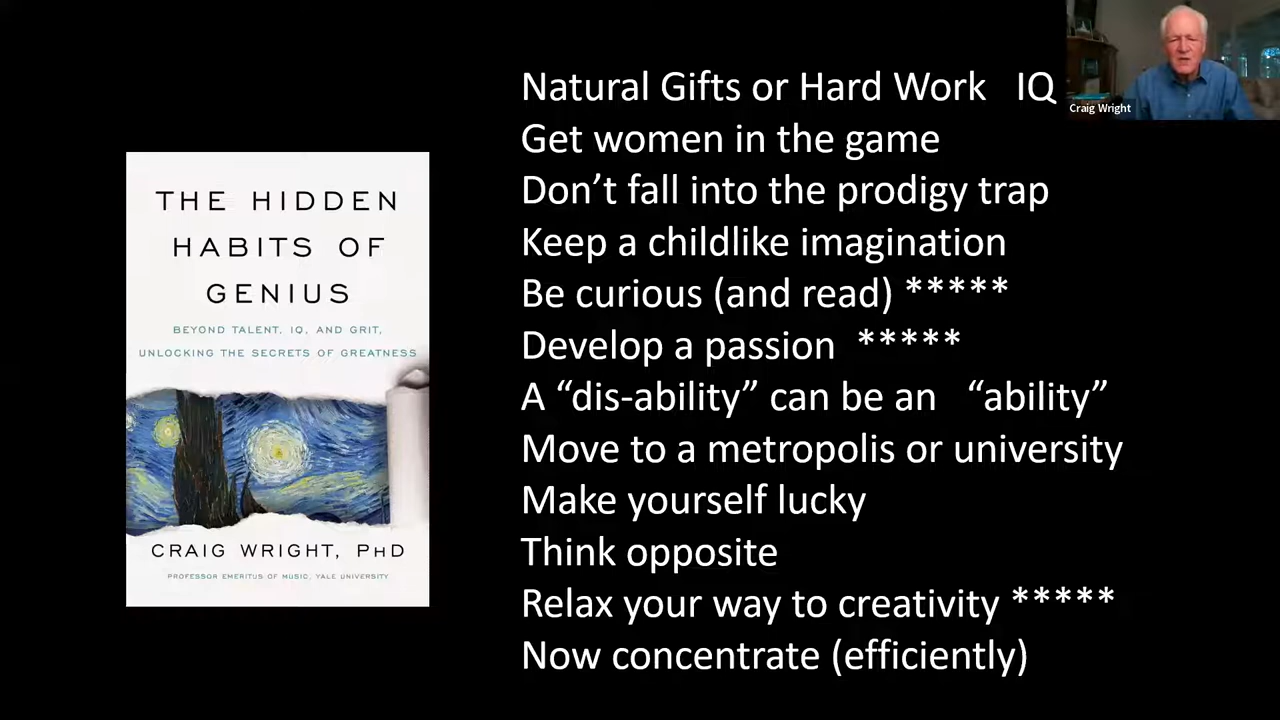 THE HIDDEN
HABITS OF
GENIUS
BEYOND TALENT, IQ, AND GRIT,
UNLOCKING THE SECRETS OF GREATNESS
CRAIG WRIGHT, PhD
PROFESSOR EMERITUS OF MUSIC, YALE UNIVERSITY
Natural Gifts or Hard Work IQ
Get women in the game
Don’t fall into the prodigy trap
Keep a childlike imagination
Be curious (and read) *****
Develop a passion *****
A “dis-ability” can be an “ability”
Move to a metropolis or university
Make yourself lucky
Think opposite
Relax your way to creativity *****
Now concentrate (efficiently)
Craig Wright